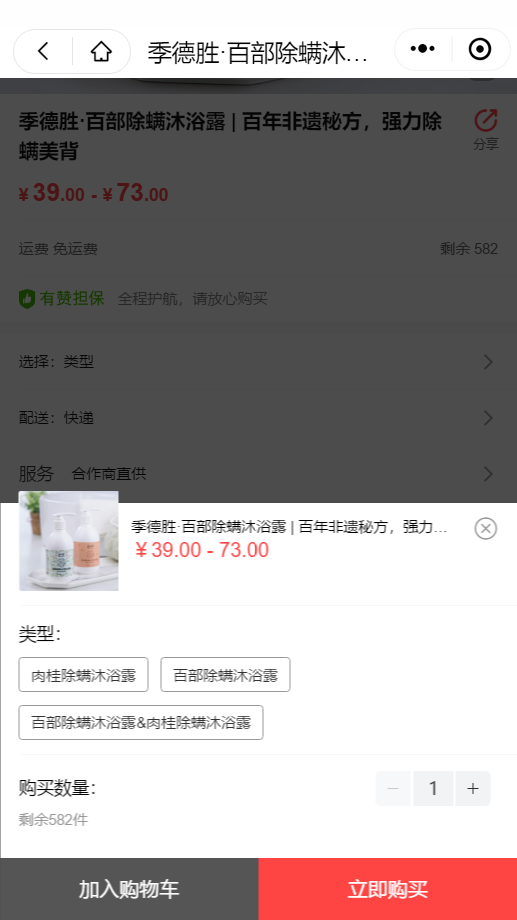 季德胜·百部除螨沐...
季德胜·百部除螨沐浴露 | 百年非遗秘方，强力除
螨美背
分享
¥ 39.00 - ¥ 73.00
运费 免运费
剩余 582
有赞担保 全程护航，请放心购买
选择：类型
配送：快递
服务 合作商直供
季德胜·百部除螨沐浴露 | 百年非遗秘方，强力...
¥ 39.00 - 73.00
类型：
肉桂除螨沐浴露 百部除螨沐浴露
百部除螨沐浴露&肉桂除螨沐浴露
购买数量：
− 1 +
剩余582件
加入购物车 立即购买